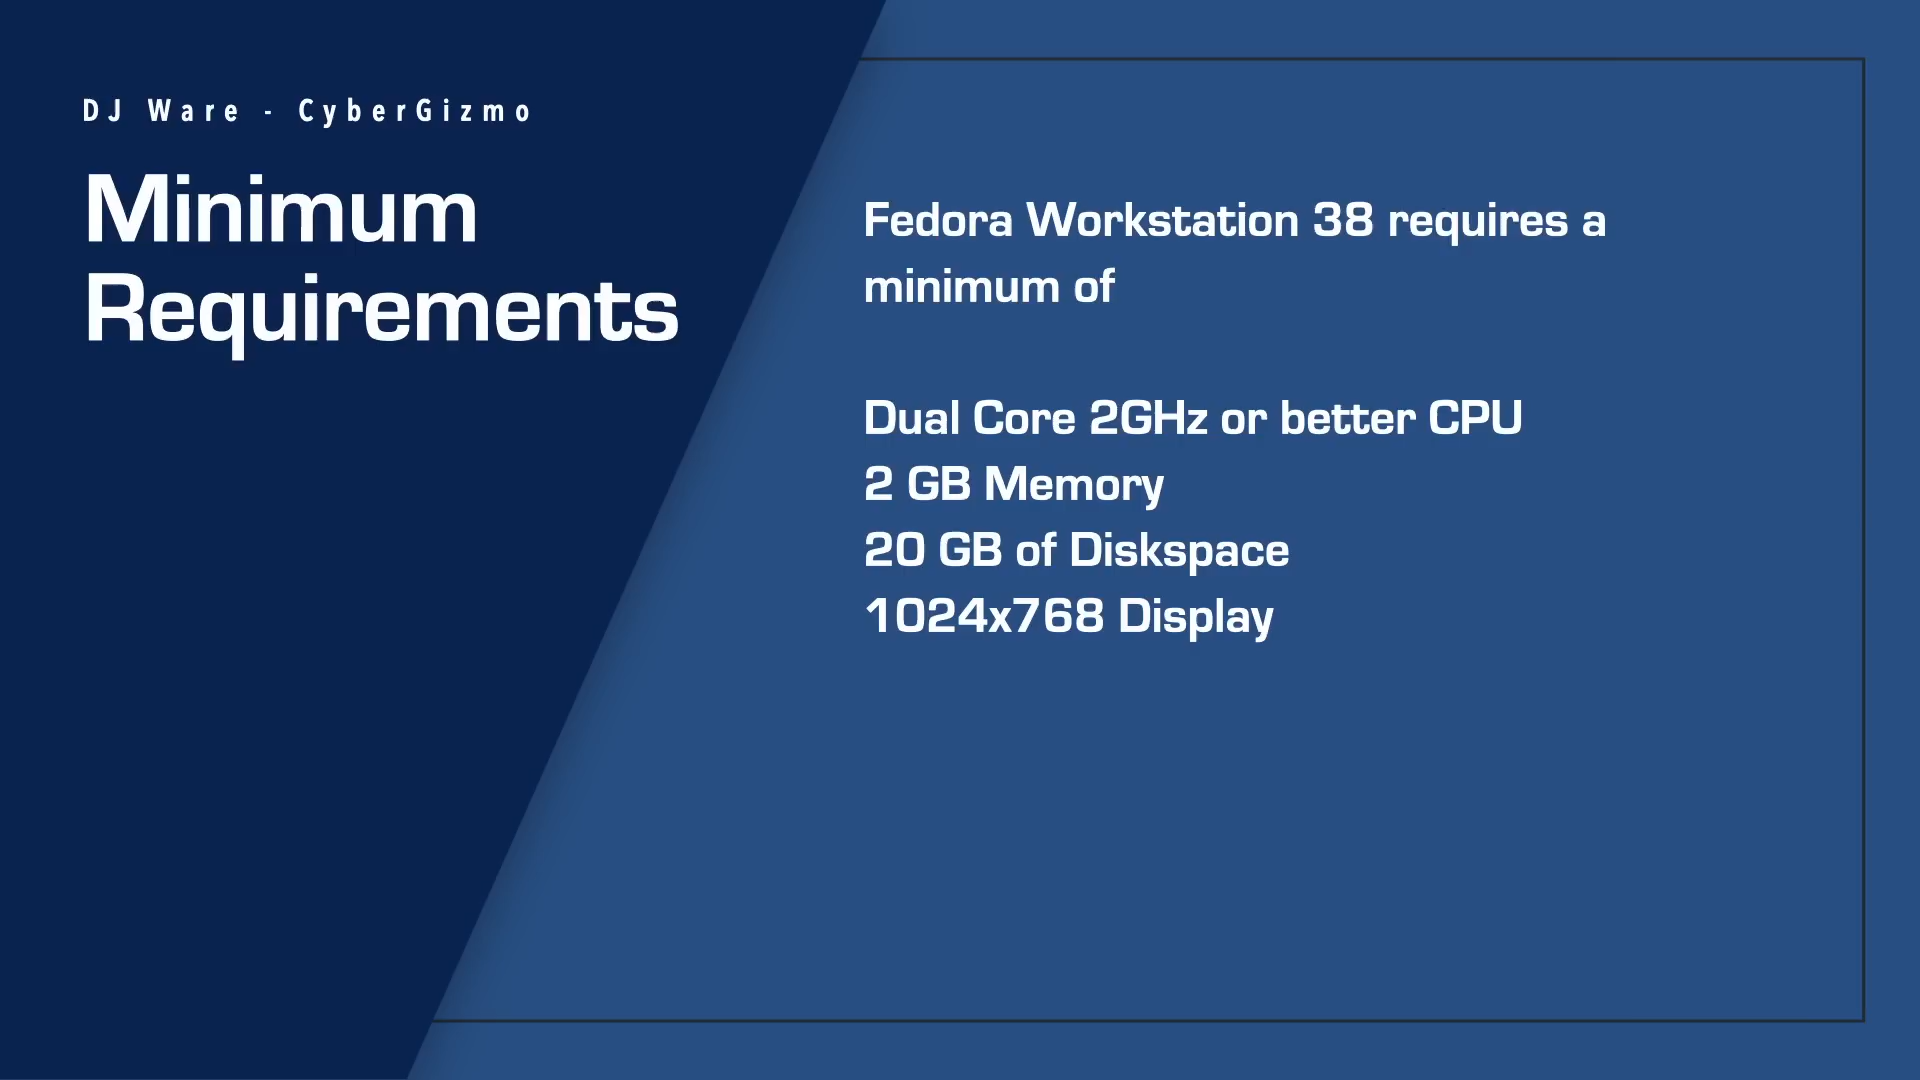 DJ Ware - CyberGizmo
Minimum
Requirements
Fedora Workstation 38 requires a
minimum of
Dual Core 2GHz or better CPU
2 GB Memory
20 GB of Diskspace
1024x768 Display